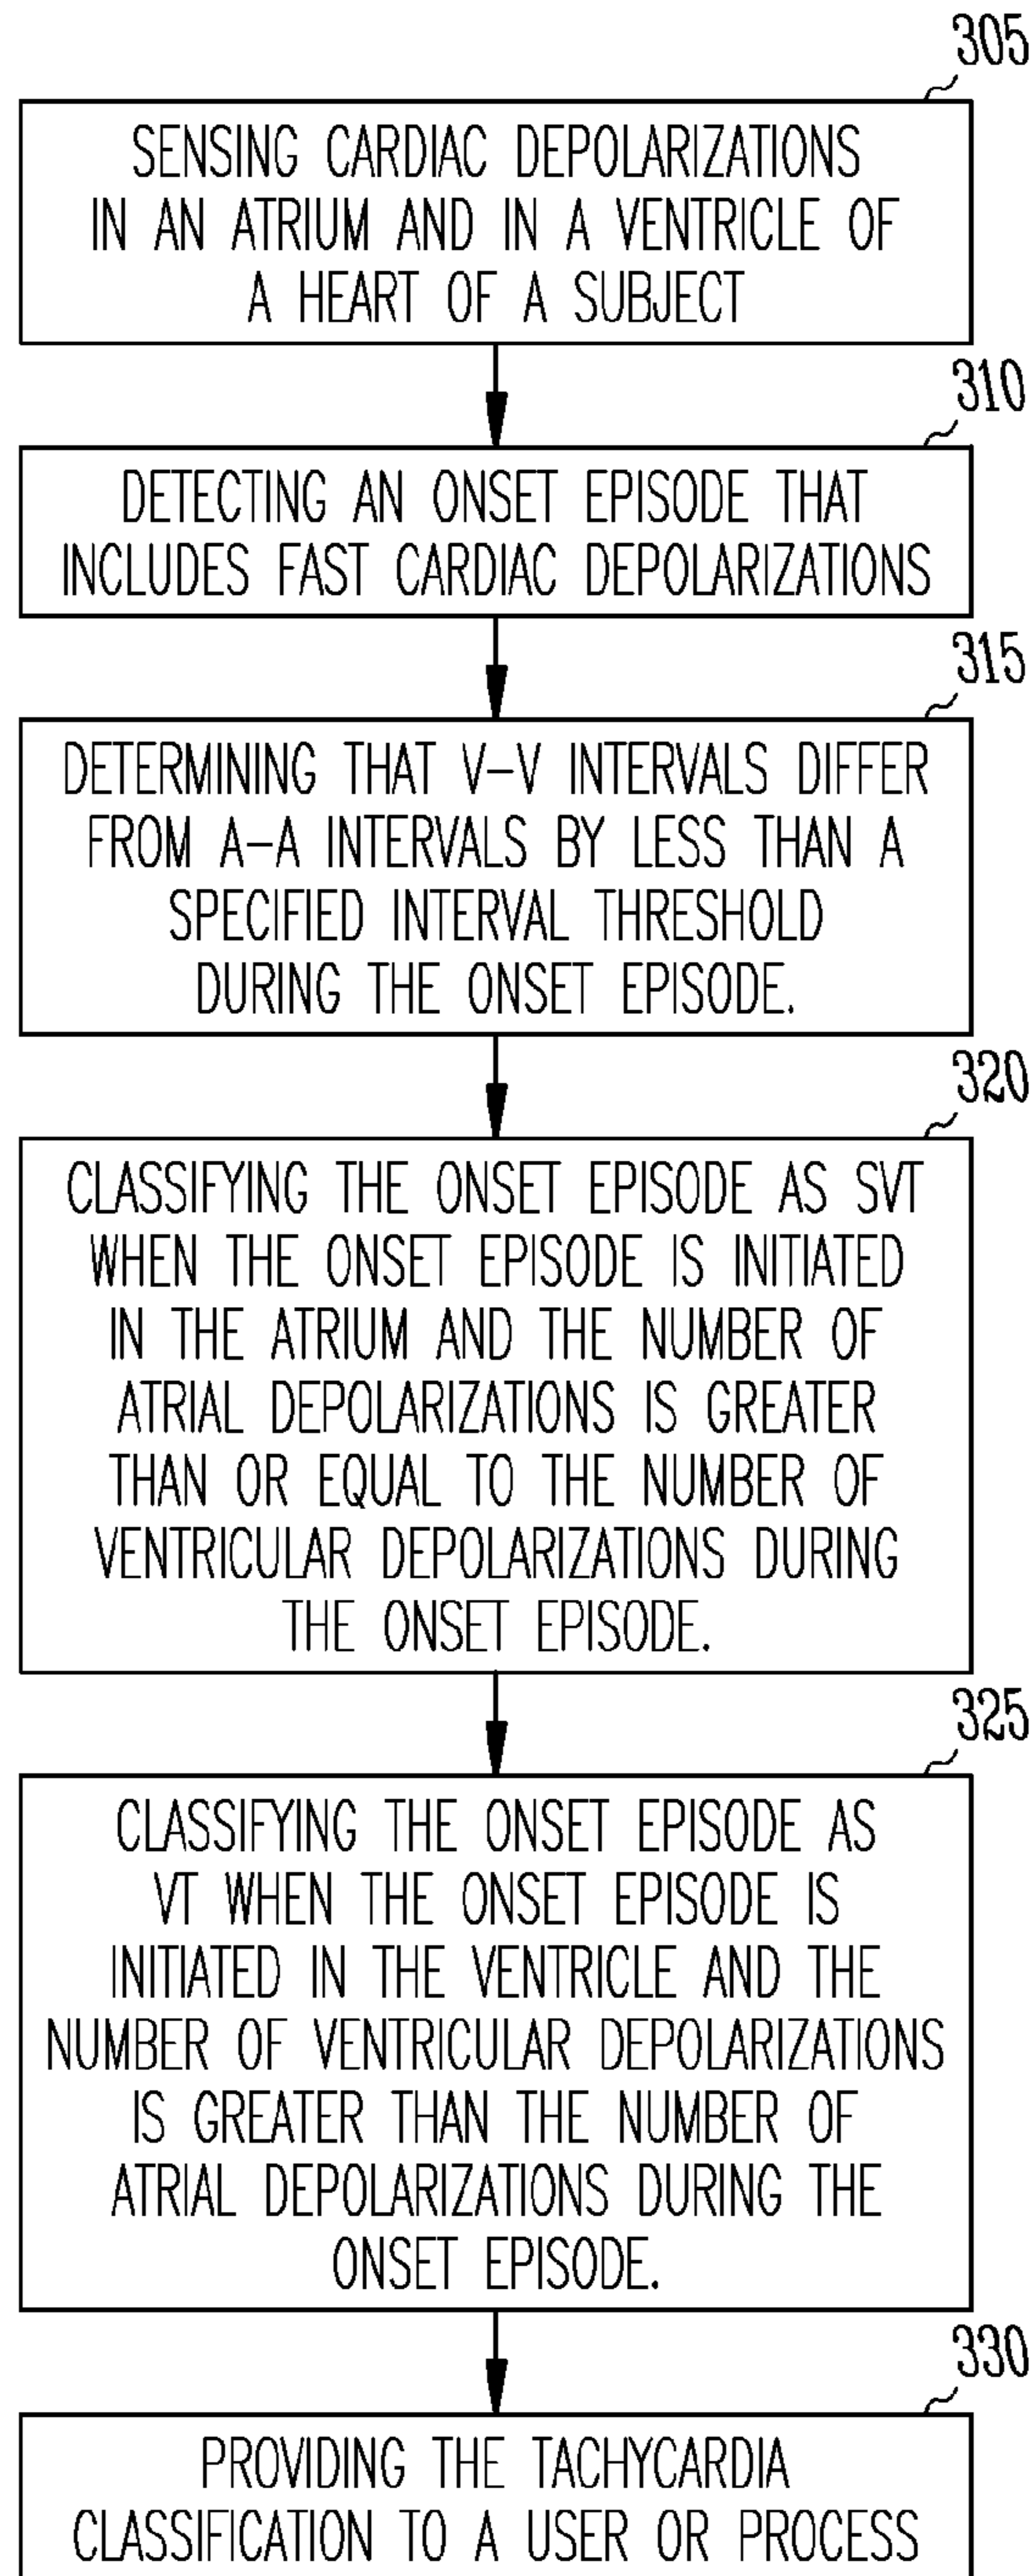 305
SENSING CARDIAC DEPOLARIZATIONS
IN AN ATRIUM AND IN A VENTRICLE OF
A HEART OF A SUBJECT
310
DETECTING AN ONSET EPISODE THAT
INCLUDES FAST CARDIAC DEPOLARIZATIONS
315
DETERMINING THAT V-V INTERVALS DIFFER
FROM A-A INTERVALS BY LESS THAN A
SPECIFIED INTERVAL THRESHOLD
DURING THE ONSET EPISODE.
320
CLASSIFYING THE ONSET EPISODE AS SVT
WHEN THE ONSET EPISODE IS INITIATED
IN THE ATRIUM AND THE NUMBER OF
ATRIAL DEPOLARIZATIONS IS GREATER
THAN OR EQUAL TO THE NUMBER OF
VENTRICULAR DEPOLARIZATIONS DURING
THE ONSET EPISODE.
325
CLASSIFYING THE ONSET EPISODE AS
VT WHEN THE ONSET EPISODE IS
INITIATED IN THE VENTRICLE AND THE
NUMBER OF VENTRICULAR DEPOLARIZATIONS
IS GREATER THAN THE NUMBER OF
ATRIAL DEPOLARIZATIONS DURING THE
ONSET EPISODE.
330
PROVIDING THE TACHYCARDIA
CLASSIFICATION TO A USER OR PROCESS